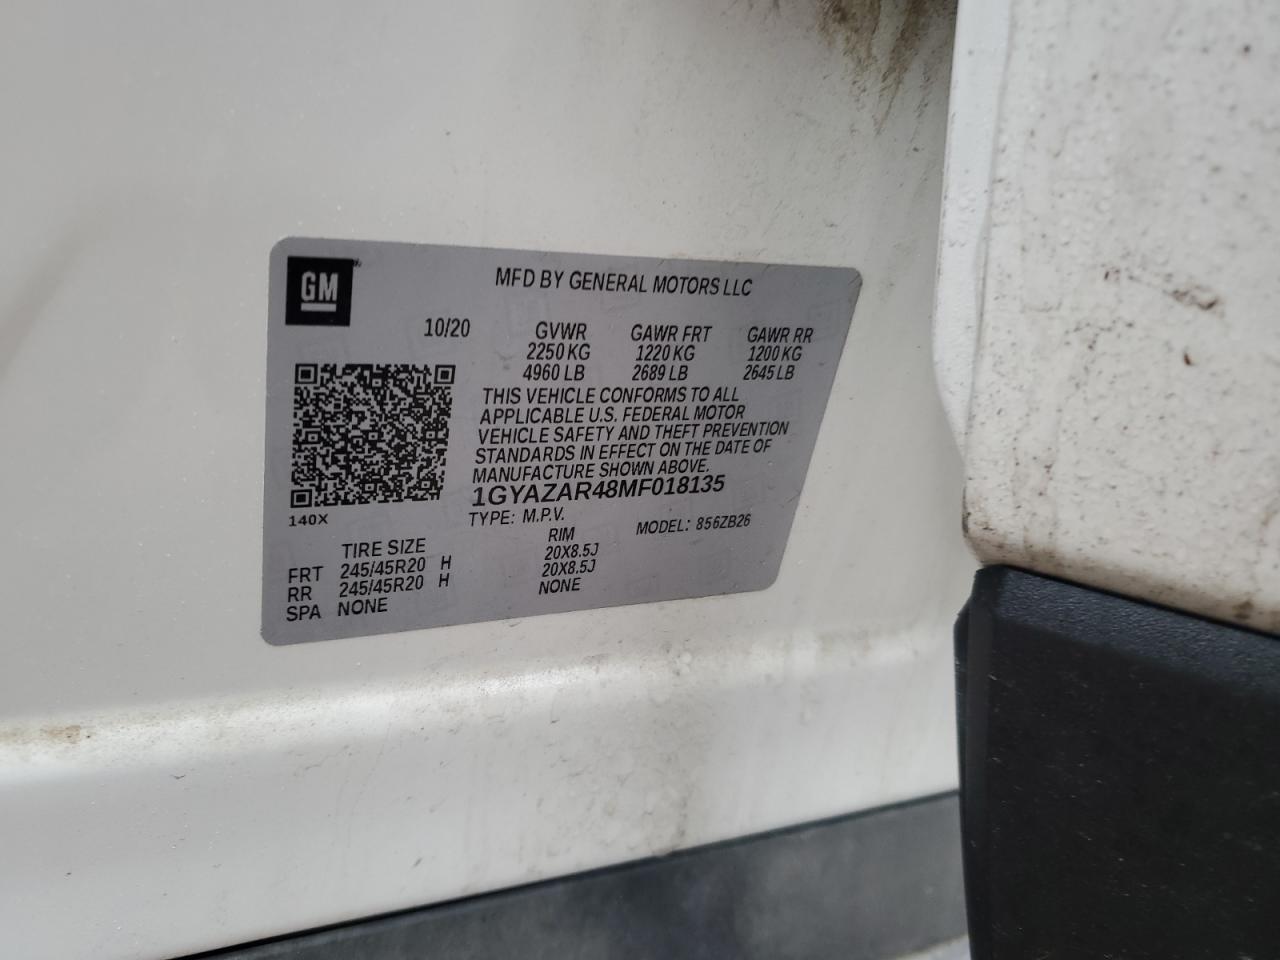 GM
MFD BY GENERAL MOTORS LLC
10/20 GVWR GAWR FRT GAWR RR
2250 KG 1220 KG 1200 KG
4960 LB 2689 LB 2645 LB
THIS VEHICLE CONFORMS TO ALL
APPLICABLE U.S. FEDERAL MOTOR
VEHICLE SAFETY AND THEFT PREVENTION
STANDARDS IN EFFECT ON THE DATE OF
MANUFACTURE SHOWN ABOVE.
1GYAZAR48MF018135
140X TYPE: M.P.V. MODEL: 856ZB26
TIRE SIZE RIM
FRT 245/45R20 H 20X8.5J
RR 245/45R20 H 20X8.5J
SPA NONE NONE